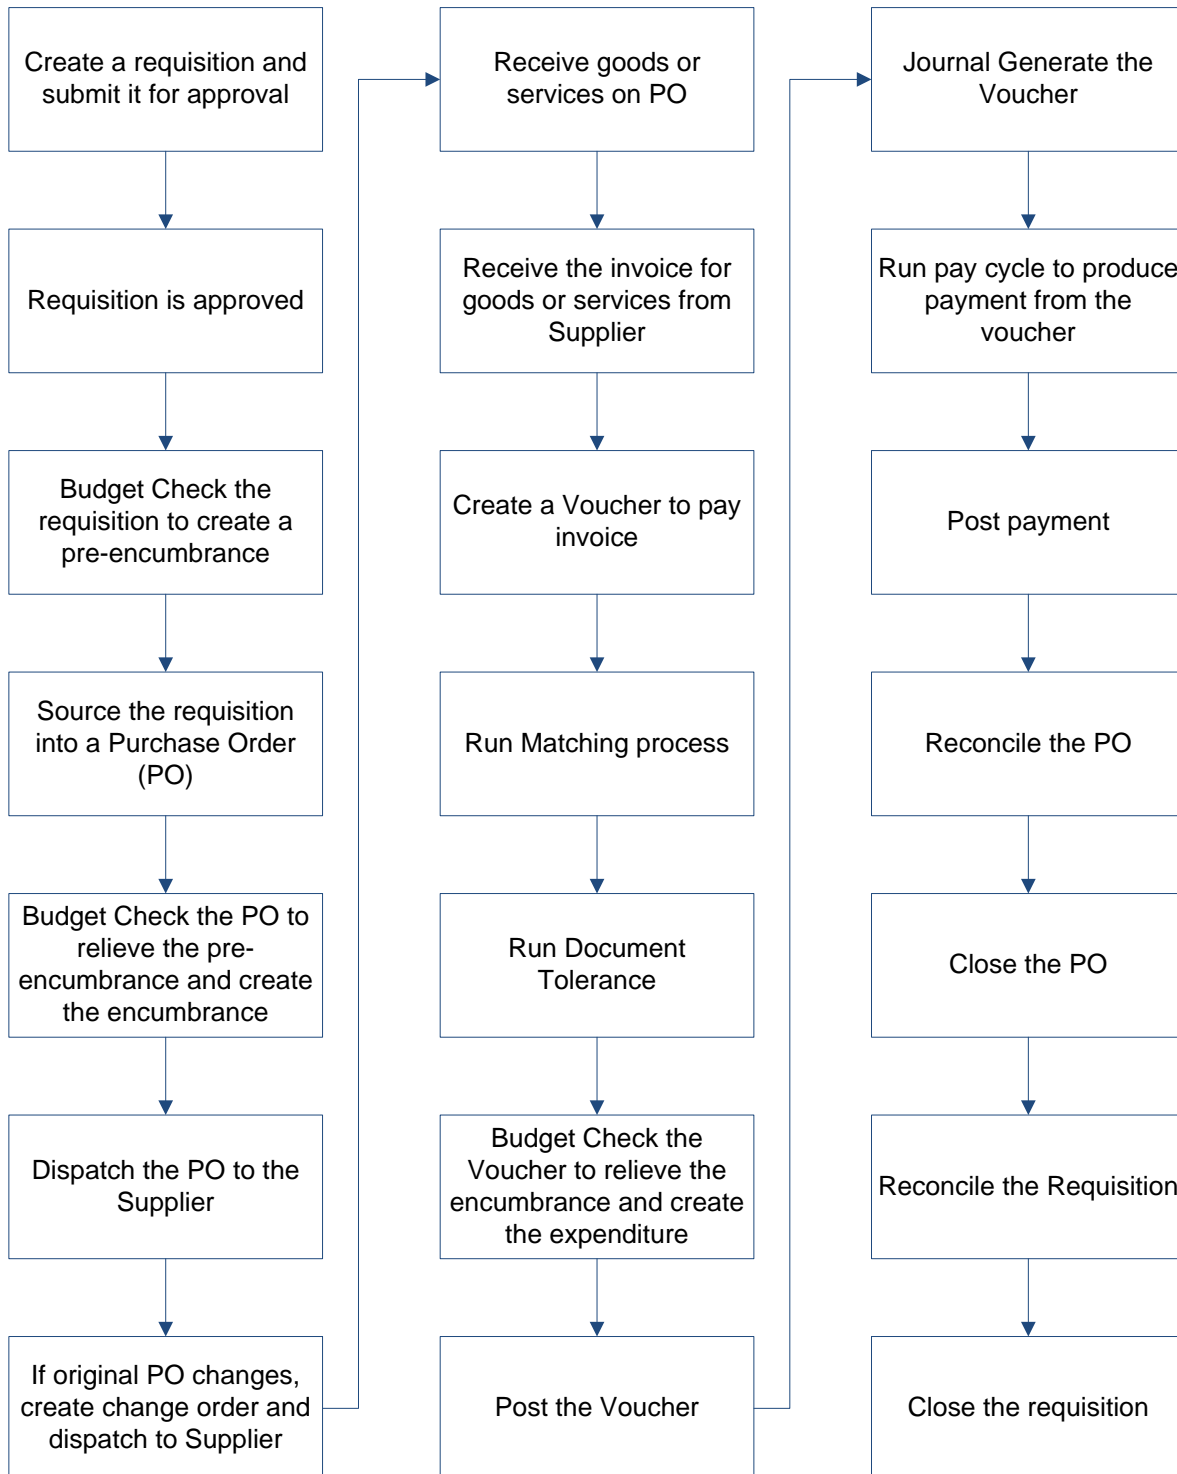 Create a requisition and
submit it for approval
Requisition is approved
Budget Check the
requisition to create a
pre-encumbrance
Source the requisition
into a Purchase Order
(PO)
Budget Check the PO to
relieve the pre-
encumbrance and create
the encumbrance
Dispatch the PO to the
Supplier
If original PO changes,
create change order and
dispatch to Supplier
Receive goods or
services on PO
Receive the invoice for
goods or services from
Supplier
Create a Voucher to pay
invoice
Run Matching process
Run Document
Tolerance
Budget Check the
Voucher to relieve the
encumbrance and create
the expenditure
Post the Voucher
Journal Generate the
Voucher
Run pay cycle to produce
payment from the
voucher
Post payment
Reconcile the PO
Close the PO
Reconcile the Requisition
Close the requisition